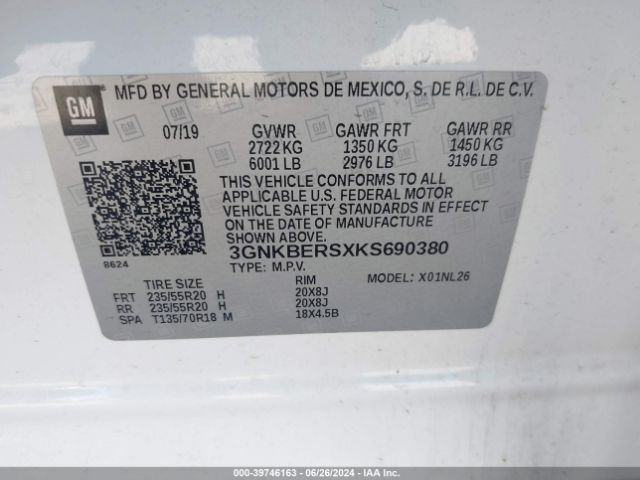 GM
MFD BY GENERAL MOTORS DE MEXICO, S. DE R.L. DE C.V.
07/19 GVWR GAWR FRT GAWR RR
2722 KG 1350 KG 1450 KG
6001 LB 2976 LB 3196 LB
THIS VEHICLE CONFORMS TO ALL
APPLICABLE U.S. FEDERAL MOTOR
VEHICLE SAFETY STANDARDS IN EFFECT
ON THE DATE OF MANUFACTURE
SHOWN ABOVE.
3GNKBERSXKS690380
8624
TYPE: M.P.V. MODEL: X01NL26
TIRE SIZE RIM
FRT 235/55R20 H 20X8J
RR 235/55R20 H 20X8J
SPA T135/70R18 M 18X4.5B
000-39746163 - 06/26/2024 - IAAI.COM